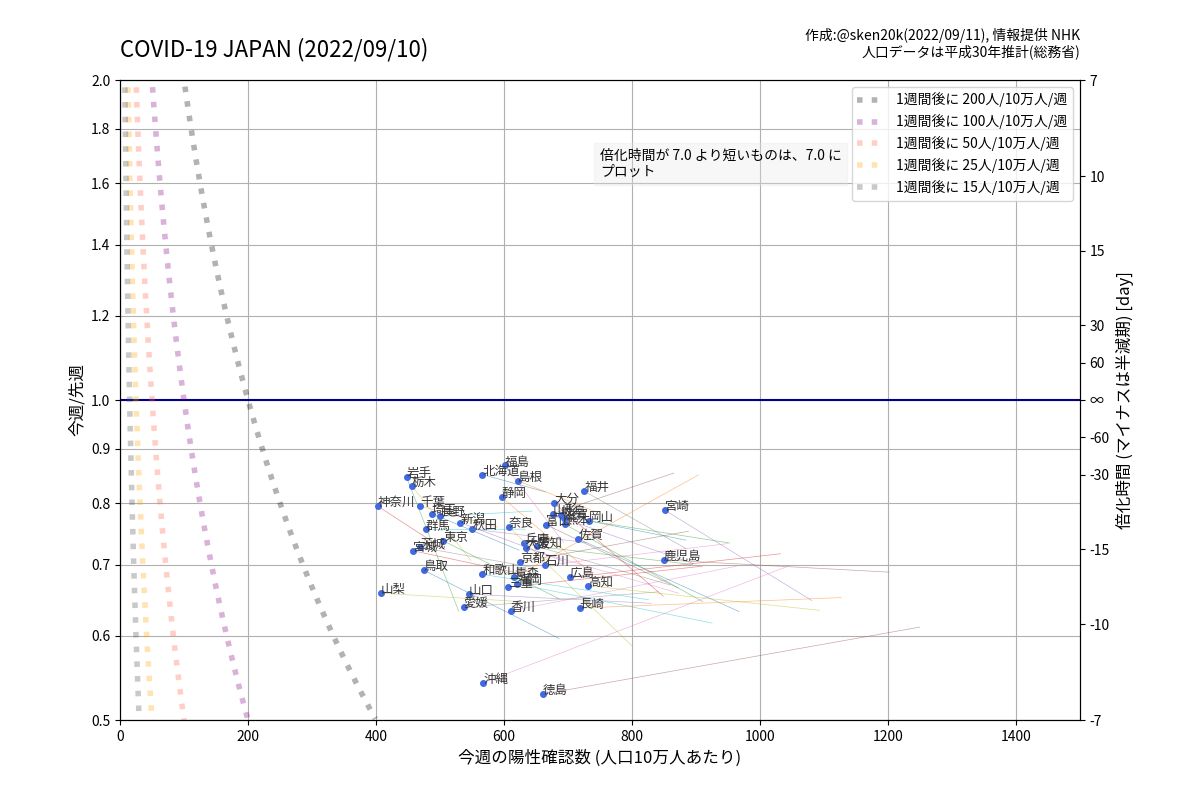 COVID-19 JAPAN (2022/09/10)
作成:@sken20k(2022/09/11), 情報提供 NHK
人口データは平成30年推計(総務省)
1週間後に 200人/10万人/週
1週間後に 100人/10万人/週
1週間後に 50人/10万人/週
1週間後に 25人/10万人/週
1週間後に 15人/10万人/週
倍化時間が 7.0 より短いものは、7.0 に
プロット
今週/先週
2.0
1.8
1.6
1.4
1.2
1.0
0.9
0.8
0.7
0.6
0.5
7
10
15
30
60
∞
-60
-30
-15
-10
-7
倍化時間 (マイナスは半減期) [day]
福島
北海道
岩手
島根
栃木
静岡
福井
神奈川
千葉
大分
宮崎
長野
新潟
岡山
群馬
秋田
奈良
富山
熊本
東京
佐賀
兵庫
愛知
宮城
茨城
京都
石川
鹿児島
鳥取
和歌山
青森
広島
三重
高知
山梨
山口
愛媛
香川
長崎
沖縄
徳島
0
200
400
600
800
1000
1200
1400
今週の陽性確認数 (人口10万人あたり)